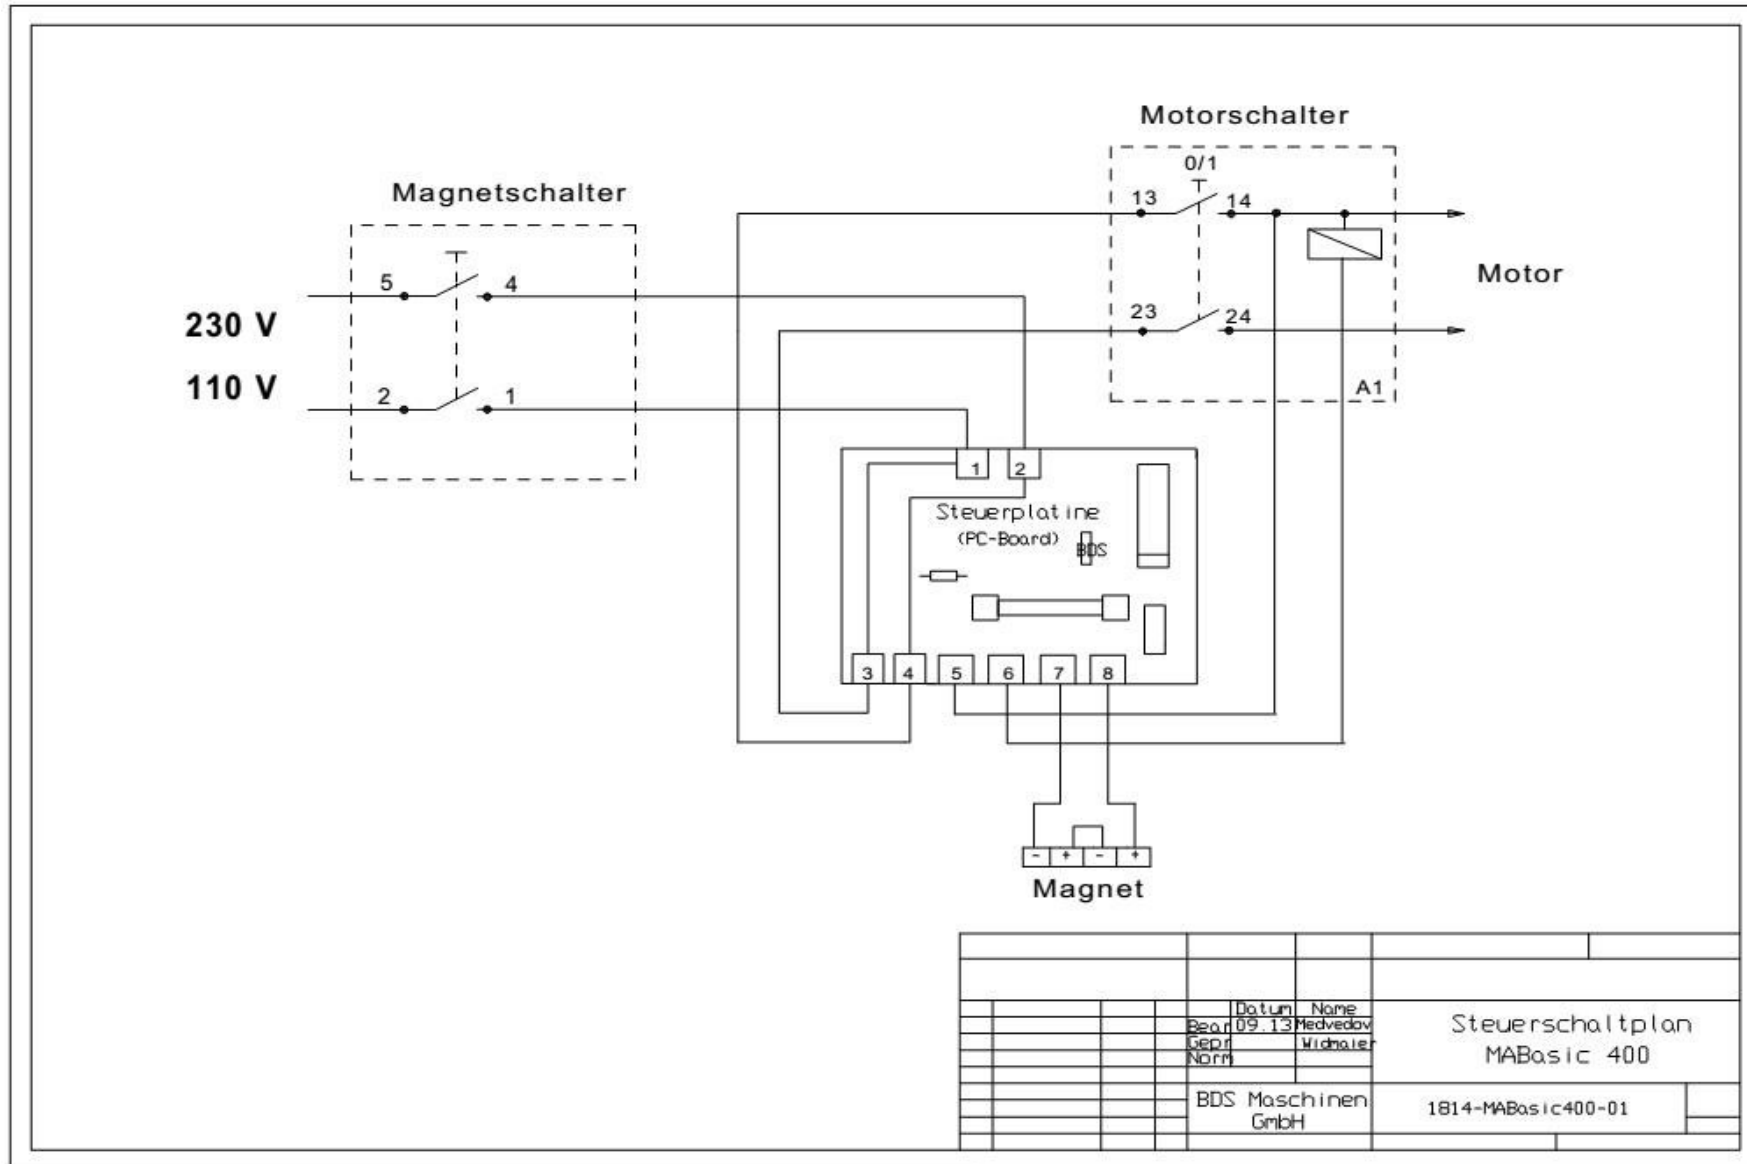 Motorschalter
0/1
13
14
Magnetschalter
5
4
230 V
Motor
23
24
110 V
2
1
A1
1
2
Steuerplatine
(PC-Board)
BDS
3
4
5
6
7
8
- + - +
Magnet
Datum Name
Bear 09.13 Medvedov
Gepr Widmaier
Norm
Steuerschaltplan
MABasic 400
BDS Maschinen
GmbH
1814-MABasic400-01